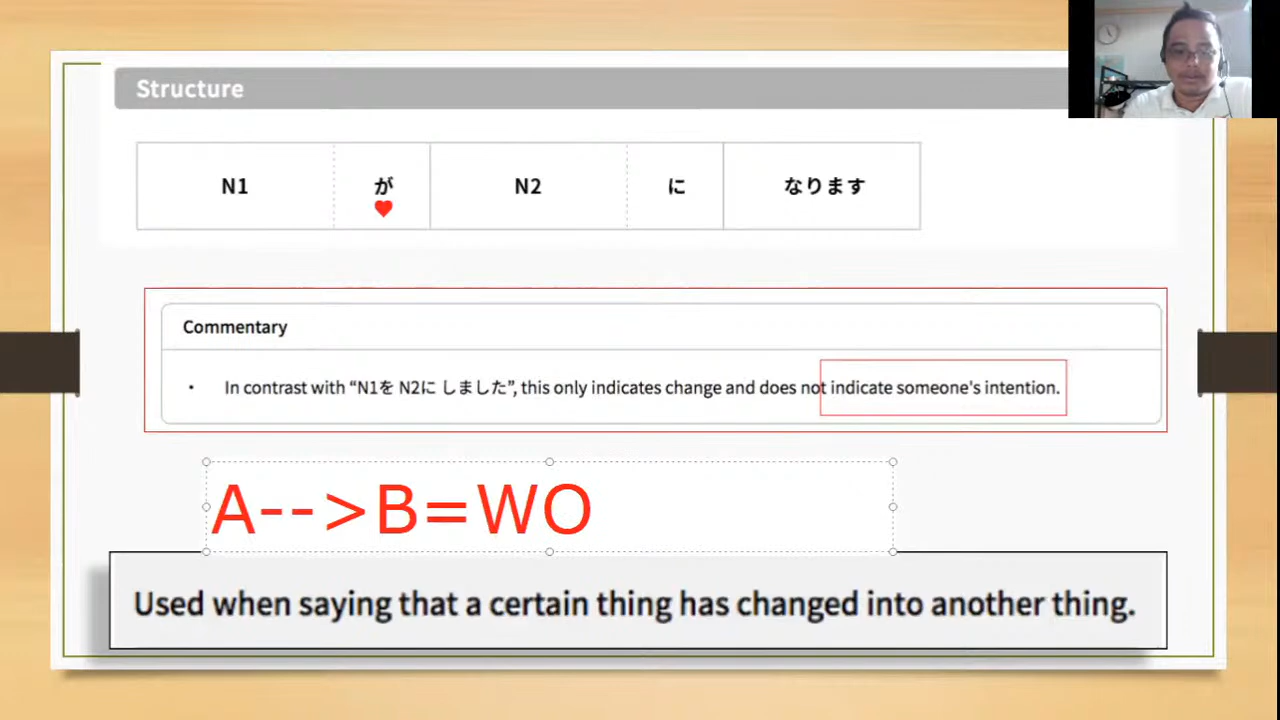 Structure
N1 が N2 に なります
Commentary
• In contrast with “N1を N2に しました”, this only indicates change and does not indicate someone's intention.
A-->B=WO
Used when saying that a certain thing has changed into another thing.